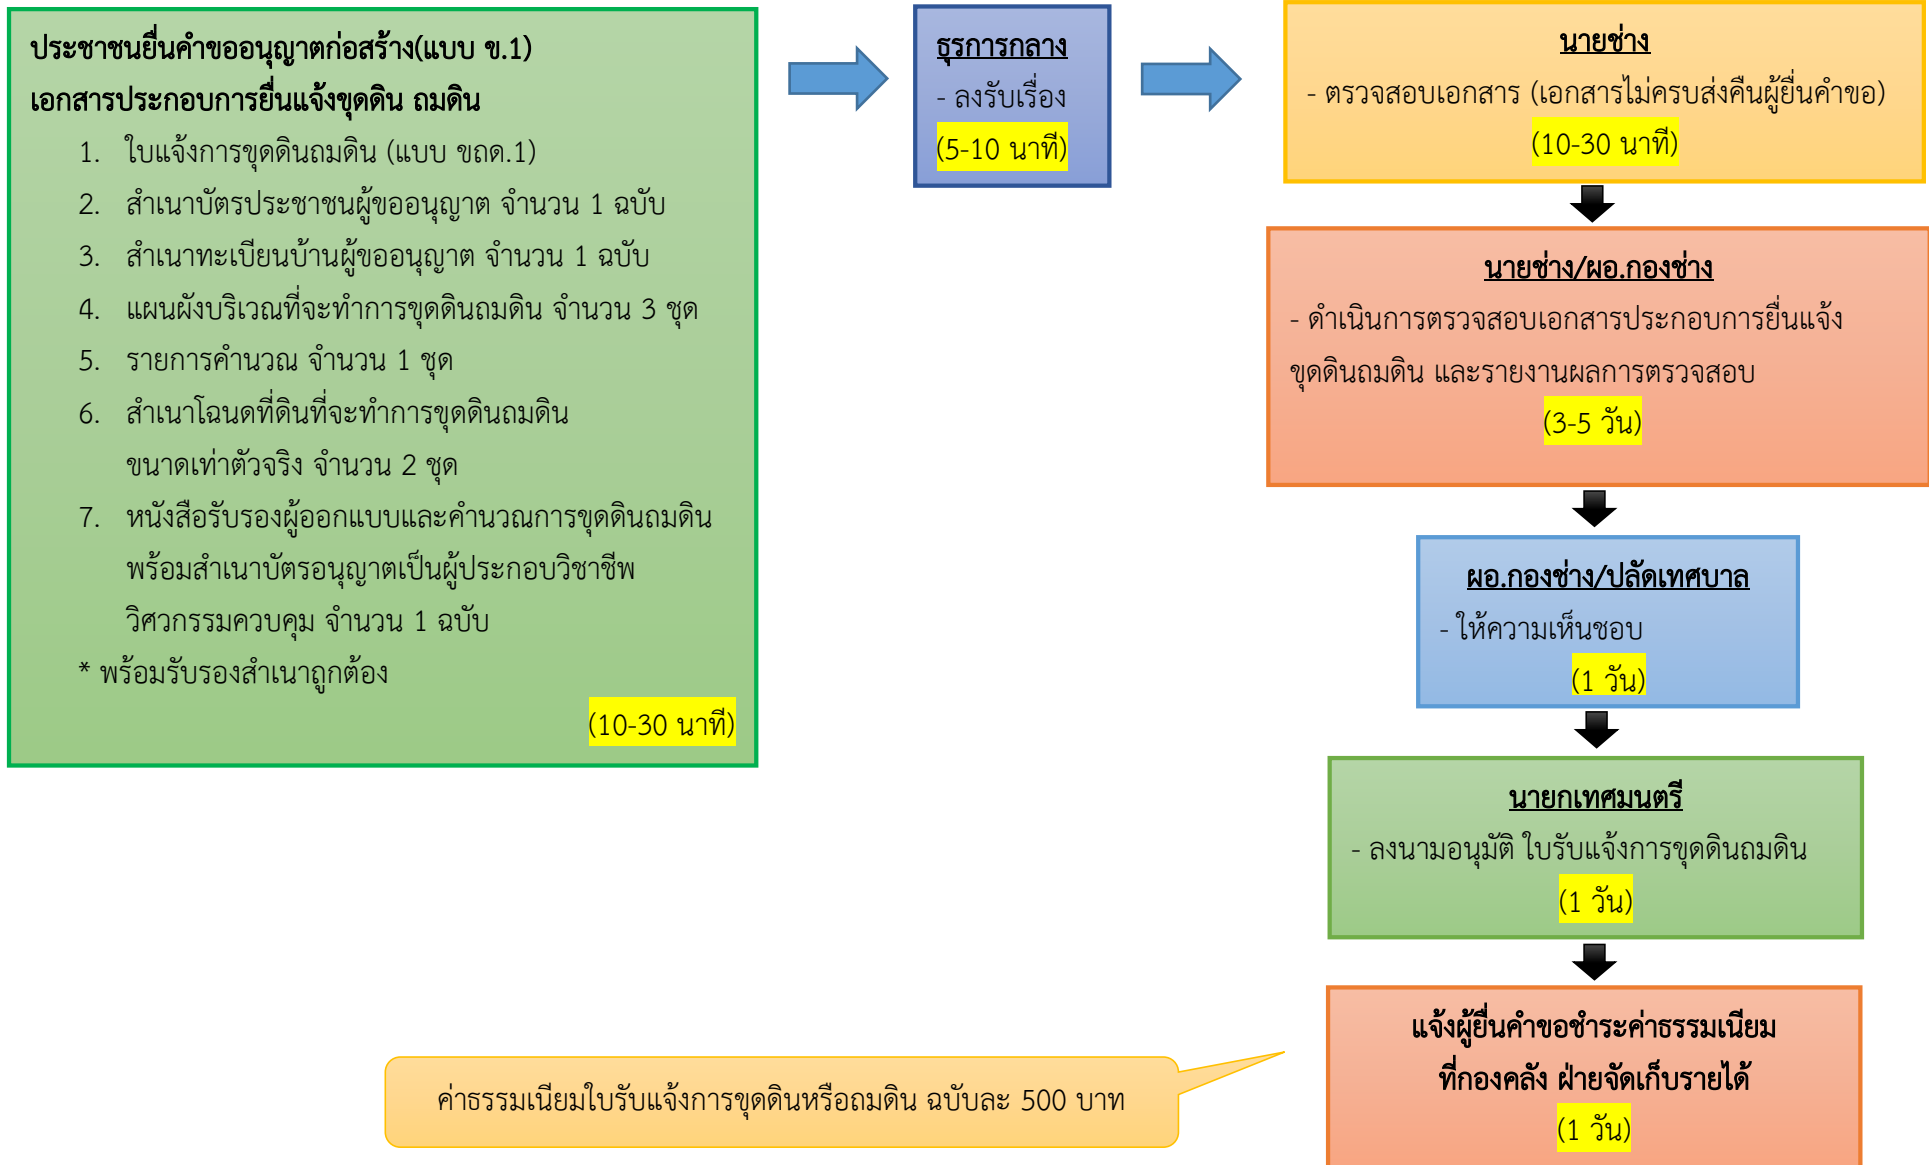 ประชาชนยื่นคำขออนุญาตก่อสร้าง(แบบ ข.1)
เอกสารประกอบการยื่นแจ้งขุดดิน ถมดิน
1. ใบแจ้งการขุดดินถมดิน (แบบ ขถด.1)
2. สำเนาบัตรประชาชนผู้ขออนุญาต จำนวน 1 ฉบับ
3. สำเนาทะเบียนบ้านผู้ขออนุญาต จำนวน 1 ฉบับ
4. แผนผังบริเวณที่จะทำการขุดดินถมดิน จำนวน 3 ชุด
5. รายการคำนวณ จำนวน 1 ชุด
6. สำเนาโฉนดที่ดินที่จะทำการขุดดินถมดิน
ขนาดเท่าตัวจริง จำนวน 2 ชุด
7. หนังสือรับรองผู้ออกแบบและคำนวณการขุดดินถมดิน
พร้อมสำเนาบัตรอนุญาตเป็นผู้ประกอบวิชาชีพ
วิศวกรรมควบคุม จำนวน 1 ฉบับ
* พร้อมรับรองสำเนาถูกต้อง
(10-30 นาที)
ธุรการกลาง
- ลงรับเรื่อง
(5-10 นาที)
นายช่าง
- ตรวจสอบเอกสาร (เอกสารไม่ครบส่งคืนผู้ยื่นคำขอ)
(10-30 นาที)
นายช่าง/ผอ.กองช่าง
- ดำเนินการตรวจสอบเอกสารประกอบการยื่นแจ้ง
ขุดดินถมดิน และรายงานผลการตรวจสอบ
(3-5 วัน)
ผอ.กองช่าง/ปลัดเทศบาล
- ให้ความเห็นชอบ
(1 วัน)
นายกเทศมนตรี
- ลงนามอนุมัติ ใบรับแจ้งการขุดดินถมดิน
(1 วัน)
แจ้งผู้ยื่นคำขอชำระค่าธรรมเนียม
ที่กองคลัง ฝ่ายจัดเก็บรายได้
(1 วัน)
ค่าธรรมเนียมใบรับแจ้งการขุดดินหรือถมดิน ฉบับละ 500 บาท